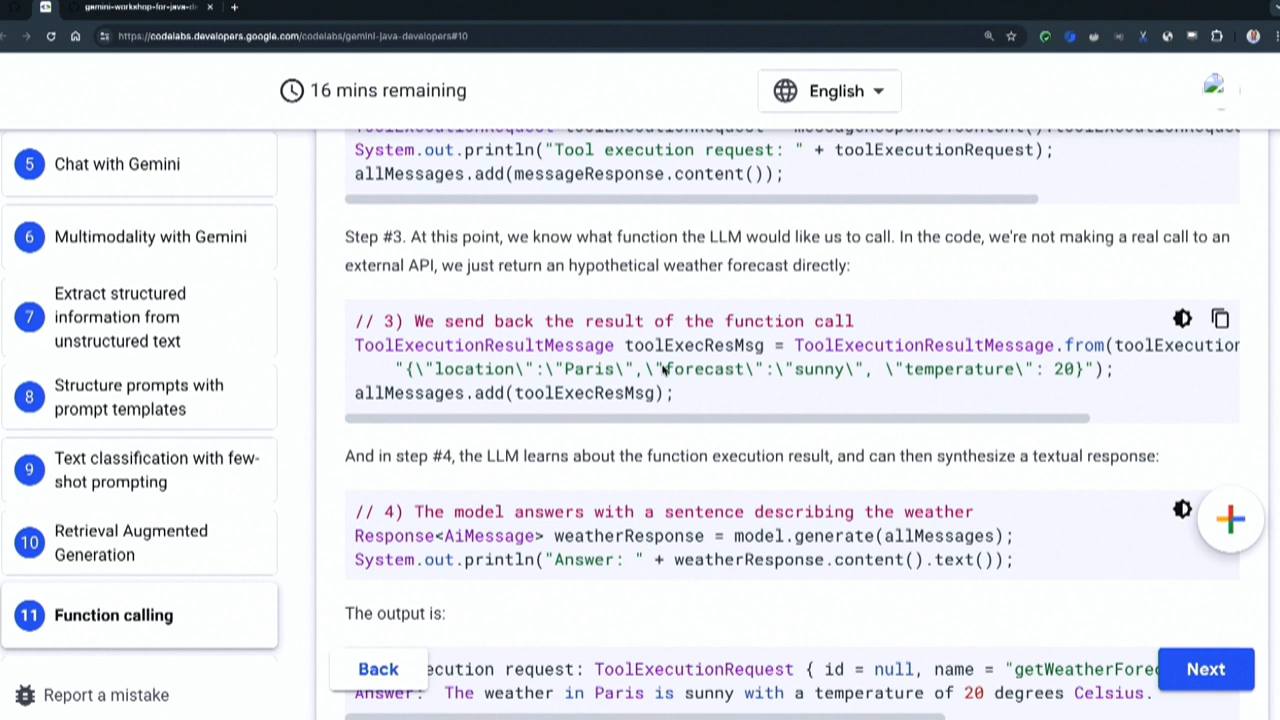 gemini-workshop-for-java-de
https://codelabs.developers.google.com/codelabs/gemini-java-developers#10
16 mins remaining
English
5 Chat with Gemini
6 Multimodality with Gemini
7 Extract structured
information from
unstructured text
8 Structure prompts with
prompt templates
9 Text classification with few-
shot prompting
10 Retrieval Augmented
Generation
11 Function calling
Report a mistake
System.out.println("Tool execution request: " + toolExecutionRequest);
allMessages.add(messageResponse.content());
Step #3. At this point, we know what function the LLM would like us to call. In the code, we're not making a real call to an
external API, we just return an hypothetical weather forecast directly:
// 3) We send back the result of the function call
ToolExecutionResultMessage toolExecResMsg = ToolExecutionResultMessage.from(toolExecution
"{\"location\":\"Paris\",\"forecast\":\"sunny\", \"temperature\": 20}");
allMessages.add(toolExecResMsg);
And in step #4, the LLM learns about the function execution result, and can then synthesize a textual response:
// 4) The model answers with a sentence describing the weather
Response<AiMessage> weatherResponse = model.generate(allMessages);
System.out.println("Answer: " + weatherResponse.content().text());
The output is:
ecution request: ToolExecutionRequest { id = null, name = "getWeatherForec
Answer: The weather in Paris is sunny with a temperature of 20 degrees Celsius.
Back
Next